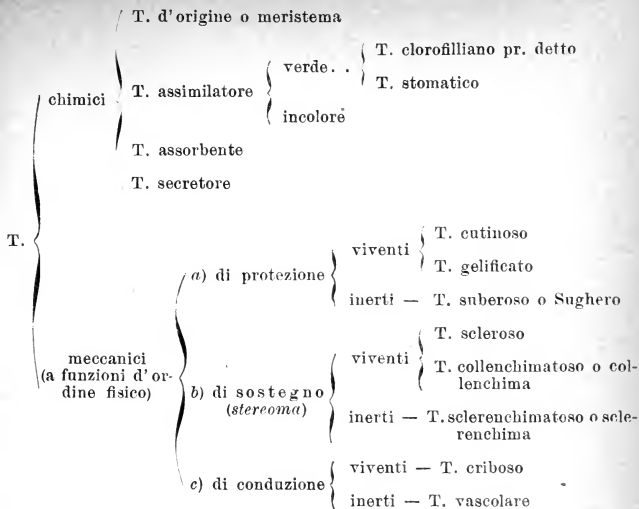 T. d'origine o meristema
T. clorofilliano pr. detto
verde . .
T. stomatico
chimici
T. assimilatore
incolore
T. assorbente
T. secretore
T.
T. cutinoso
viventi
T. gelificato
a) di protezione
inerti — T. suberoso o Sughero
T. scleroso
meccanici
(a funzioni d'or-
dine fisico)
viventi
T. collenchimatoso o col-
lenchima
b) di sostegno
(stereoma)
inerti — T. sclerenchimatoso o scle-
renchima
viventi — T. criboso
c) di conduzione
inerti — T. vascolare